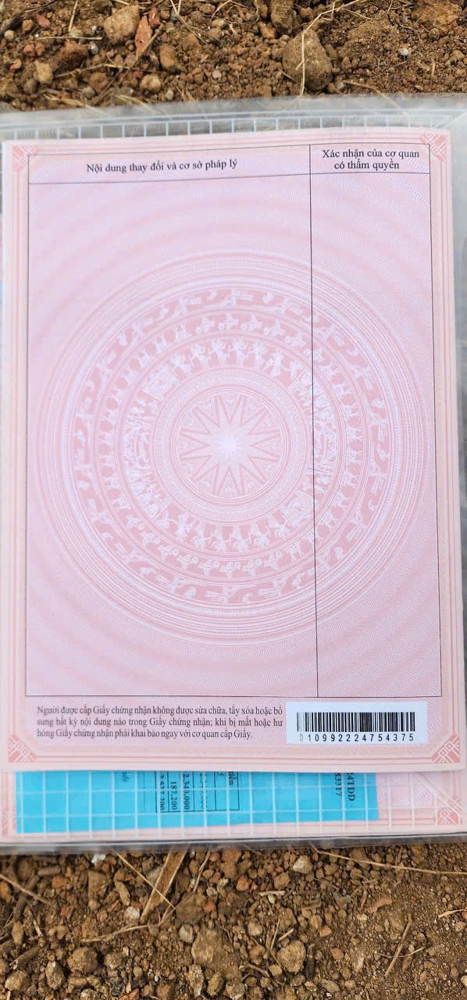 Nội dung thay đổi và cơ sở pháp lý
Xác nhận của cơ quan
có thẩm quyền
Người được cấp Giấy chứng nhận không được sửa chữa, tẩy xóa hoặc bổ
sung bất kỳ nội dung nào trong Giấy chứng nhận; khi bị mất hoặc hư
hỏng Giấy chứng nhận phải khai báo ngay với cơ quan cấp Giấy.
010992224754375
187.200